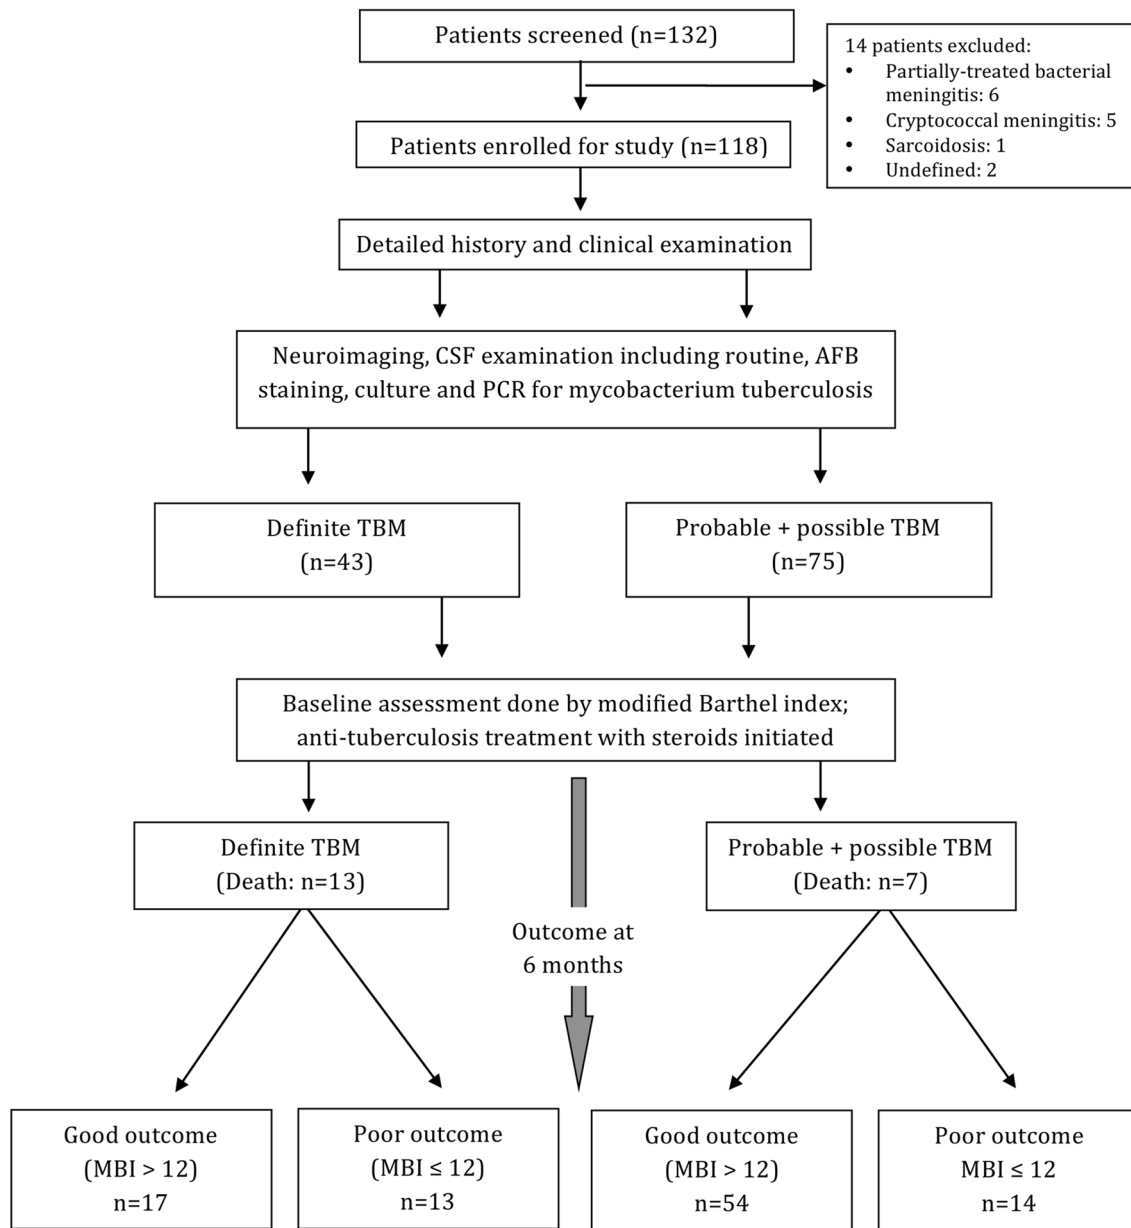 Patients screened (n=132)
14 patients excluded:
• Partially-treated bacterial
meningitis: 6
• Cryptococcal meningitis: 5
• Sarcoidosis: 1
• Undefined: 2
Patients enrolled for study (n=118)
Detailed history and clinical examination
Neuroimaging, CSF examination including routine, AFB
staining, culture and PCR for mycobacterium tuberculosis
Definite TBM
(n=43)
Probable + possible TBM
(n=75)
Baseline assessment done by modified Barthel index;
anti-tuberculosis treatment with steroids initiated
Definite TBM
(Death: n=13)
Probable + possible TBM
(Death: n=7)
Outcome at
6 months
Good outcome
(MBI > 12)
n=17
Poor outcome
(MBI ≤ 12)
n=13
Good outcome
(MBI > 12)
n=54
Poor outcome
MBI ≤ 12
n=14